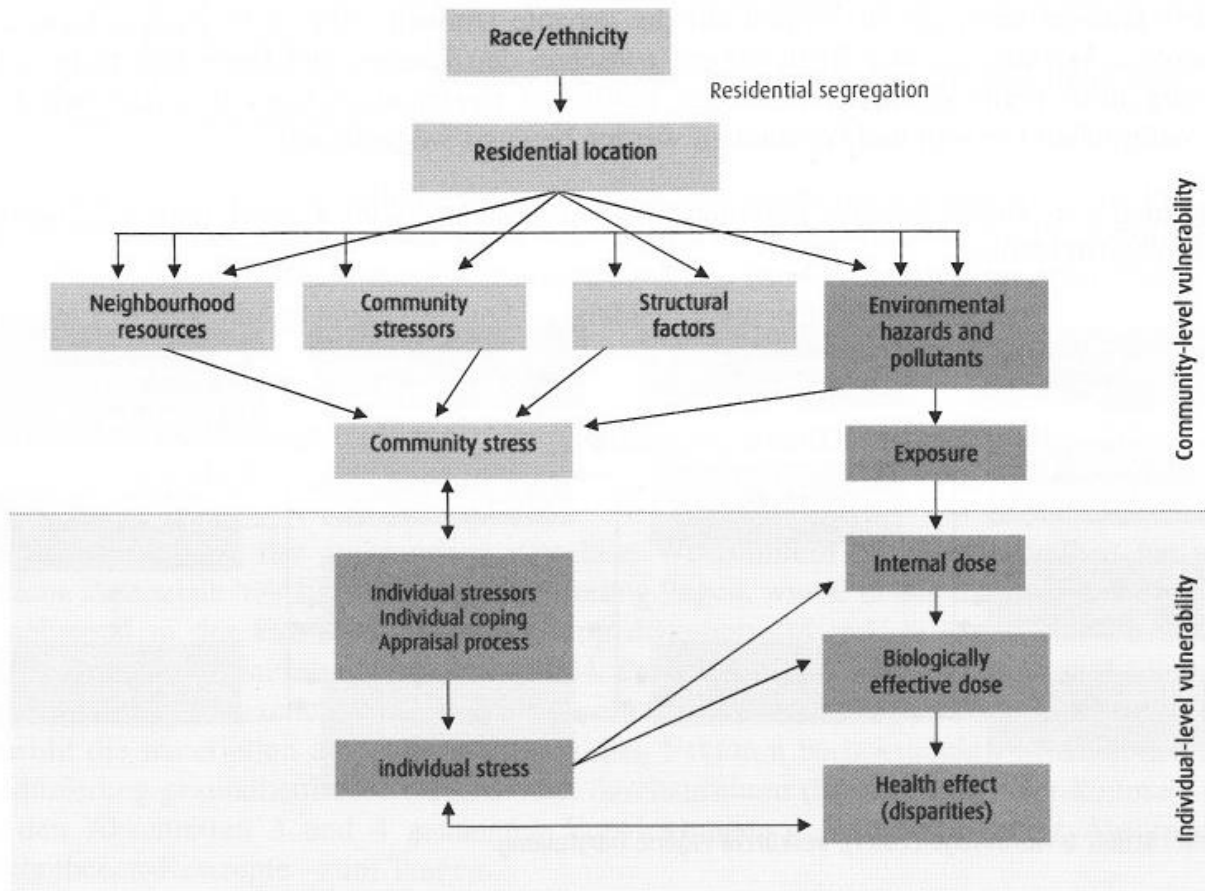 Race/ethnicity
Residential segregation
Residential location
Neighbourhood
resources
Community
stressors
Structural
factors
Environmental
hazards and
pollutants
Community-level vulnerability
Community stress
Exposure
Individual stressors
Individual coping
Appraisal process
Internal dose
Biologically
effective dose
individual stress
Health effect
(disparities)
Individual-level vulnerability